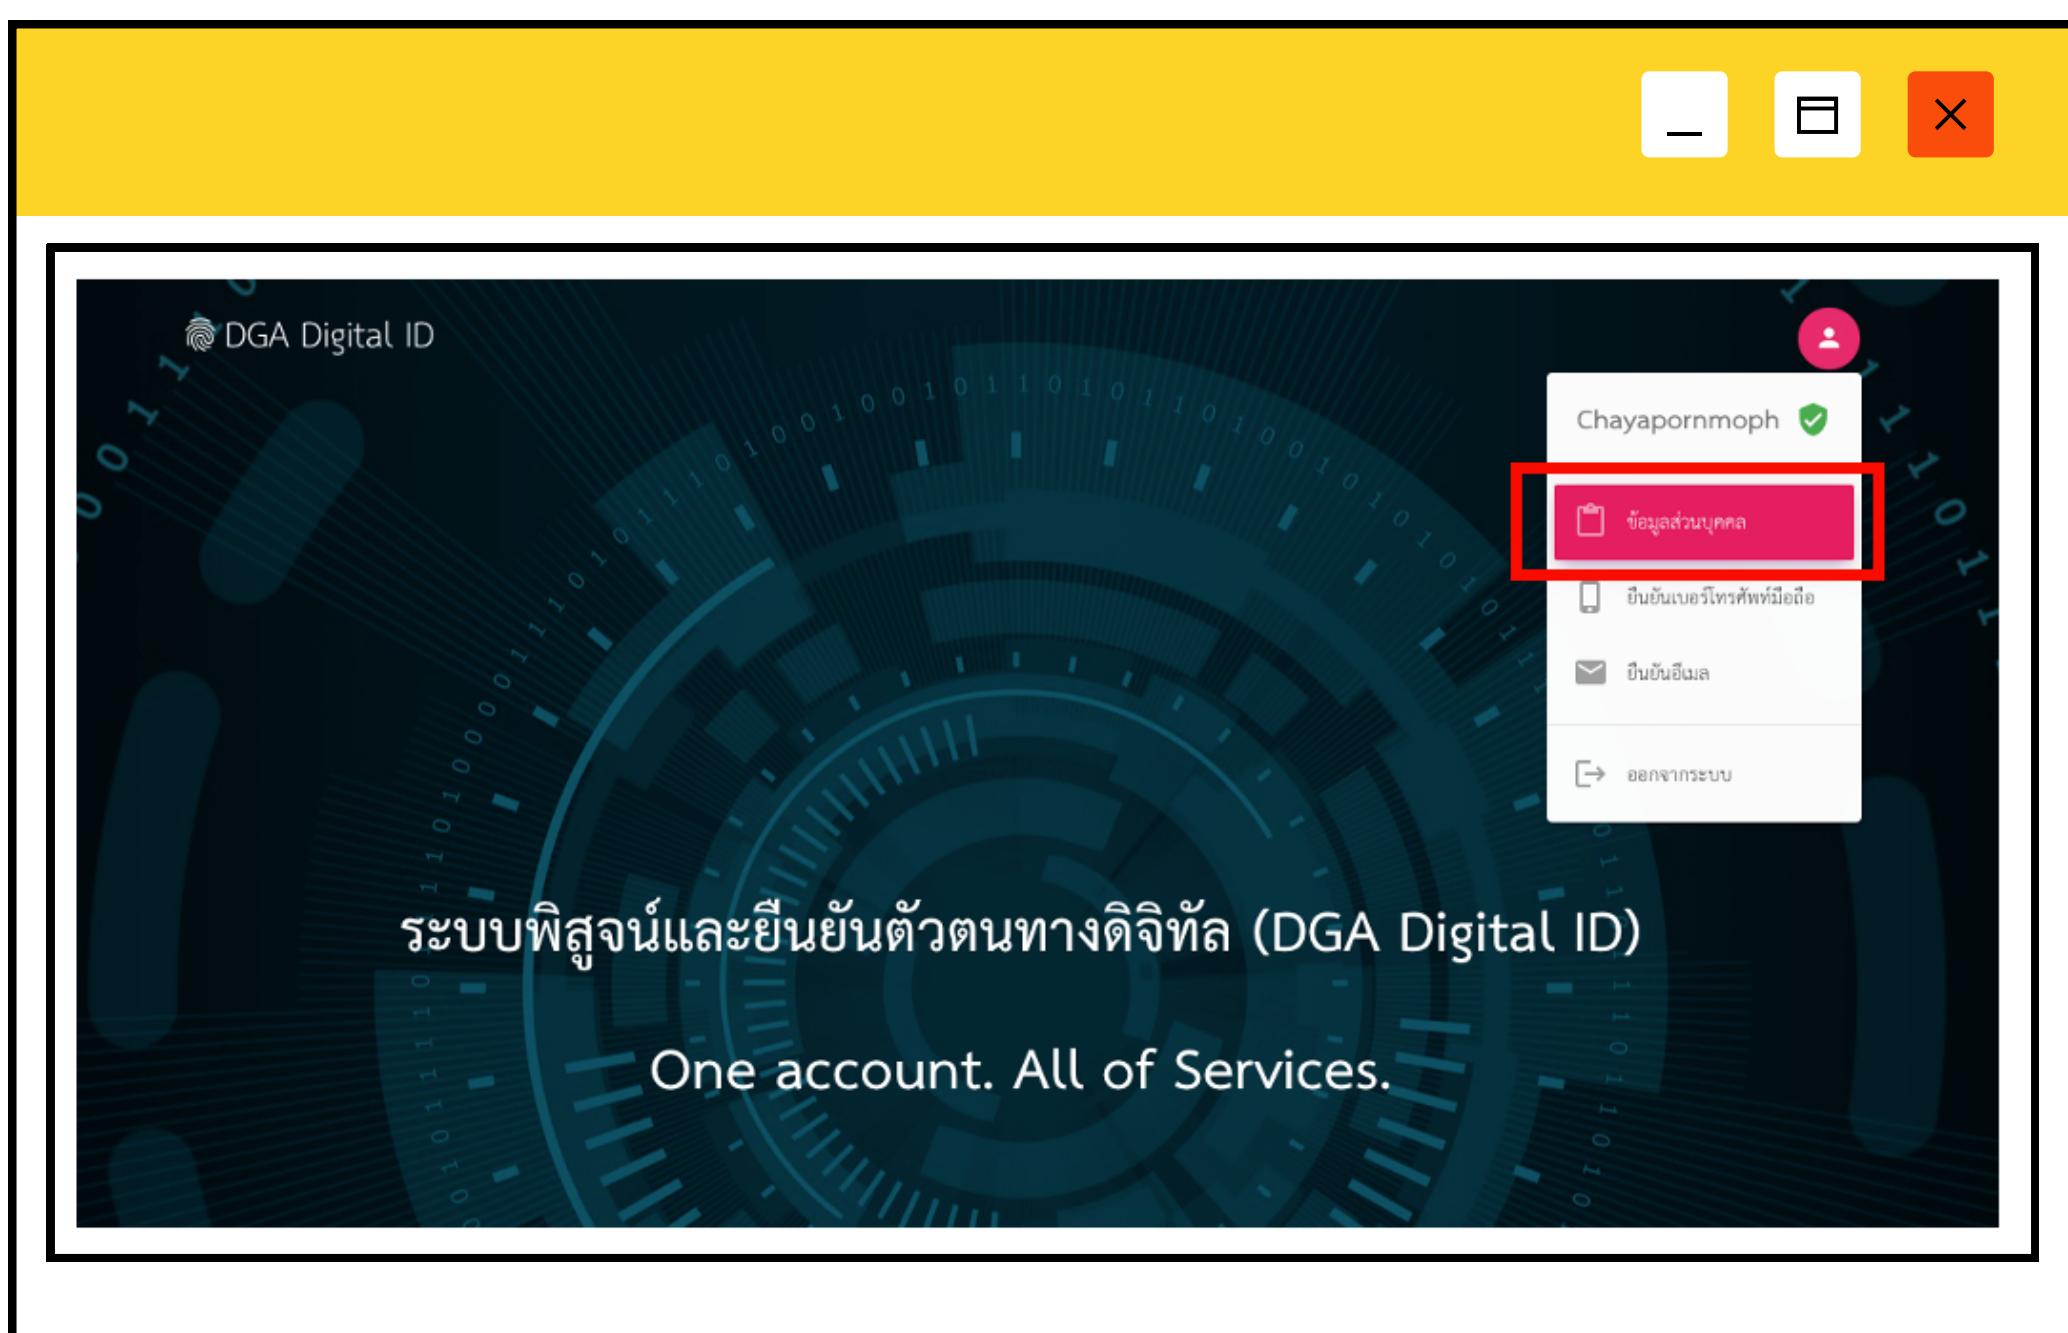 DGA Digital ID
Chayapornmoph
ข้อมูลส่วนบุคคล
ยืนยันเบอร์โทรศัพท์มือถือ
ยืนยันอีเมล
ออกจากระบบ
ระบบพิสูจน์และยืนยันตัวตนทางดิจิทัล (DGA Digital ID)
One account. All of Services.